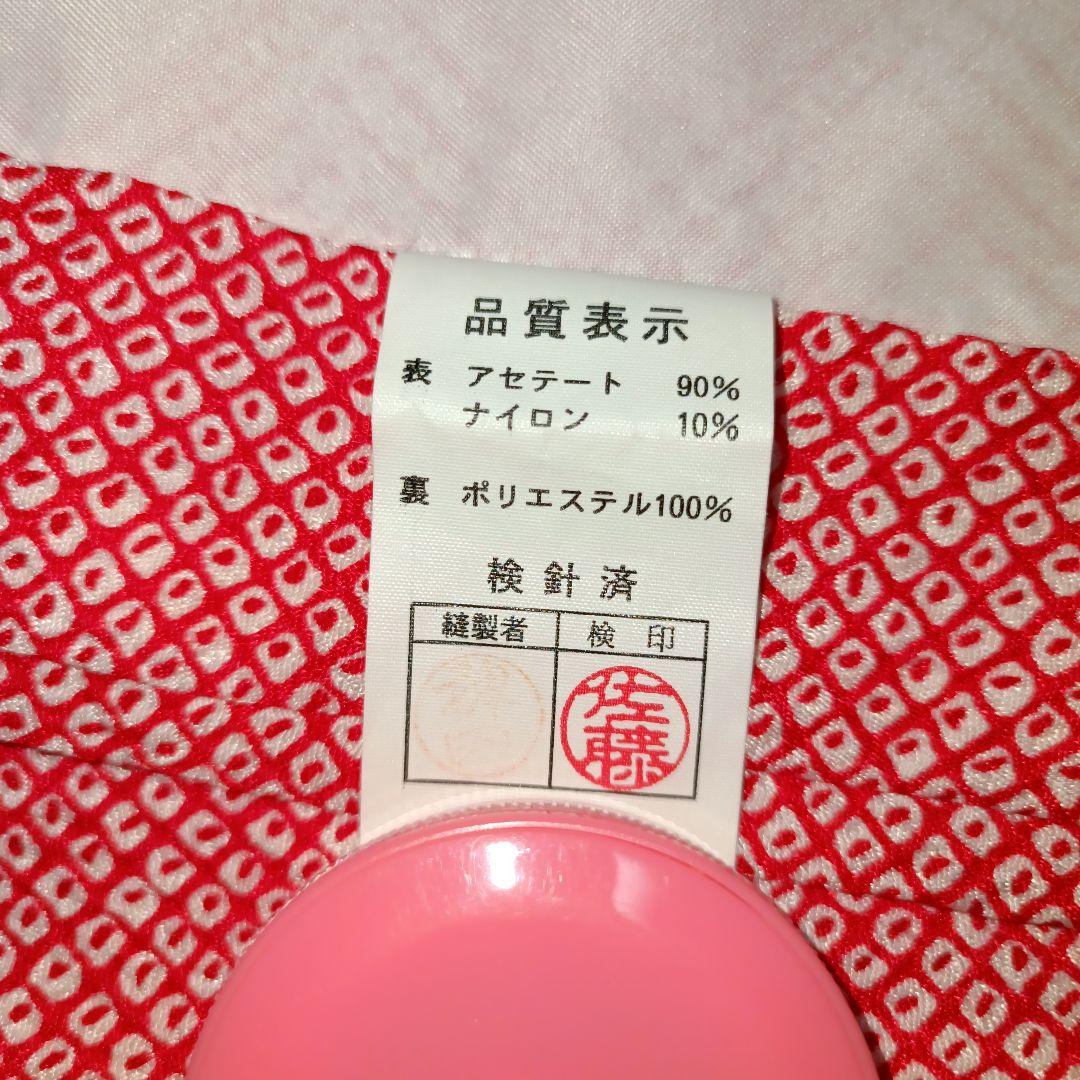 品質表示
表 アセテート 90%
ナイロン 10%
裏 ポリエステル100%
検針済
縫製者 検印
佐藤